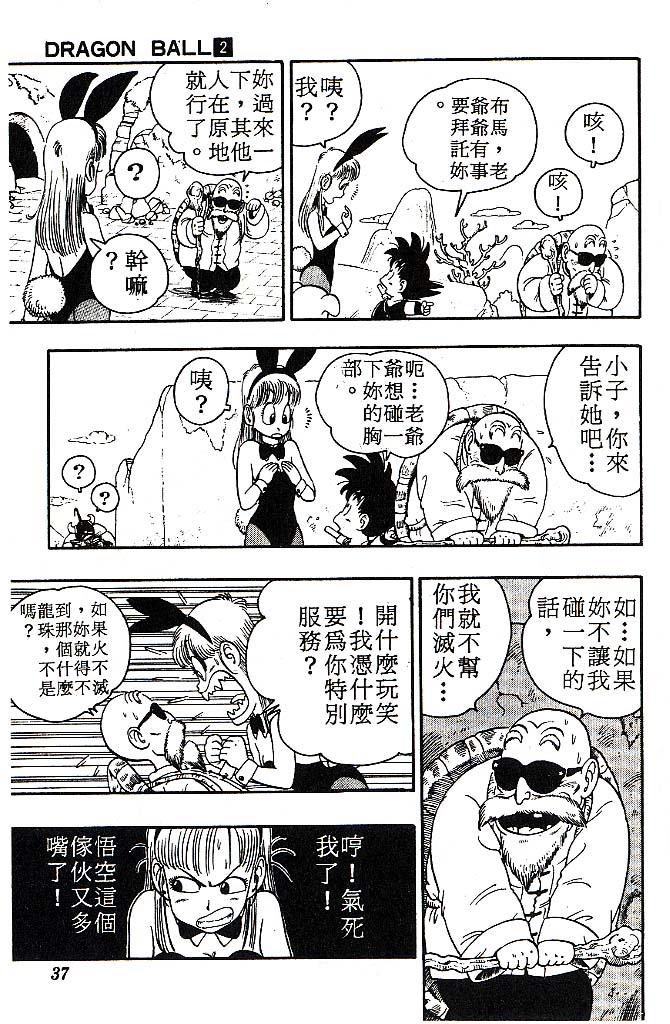 DRAGON BALL 2
咳!
咳!
布馬,老
爺爺有事
要拜託妳
。
咦?
我?
妳過來一
下,其他
人在原地
就行了。
…
?
?幹嘛
小子,你來
告訴她吧…
呃…老爺
爺想碰一
下妳的胸
部。
咦?
?
?
如…如果
妳不讓我
碰一下的
話,
我就不幫
你們滅火…
開什麼玩笑
!我憑什麼
要爲你特別
服務?
如果火不滅
,妳就得不
到那個什麼
龍珠,不是
嗎?
哼!氣死
我了!
悟空這個
傢伙又多
嘴了!
37